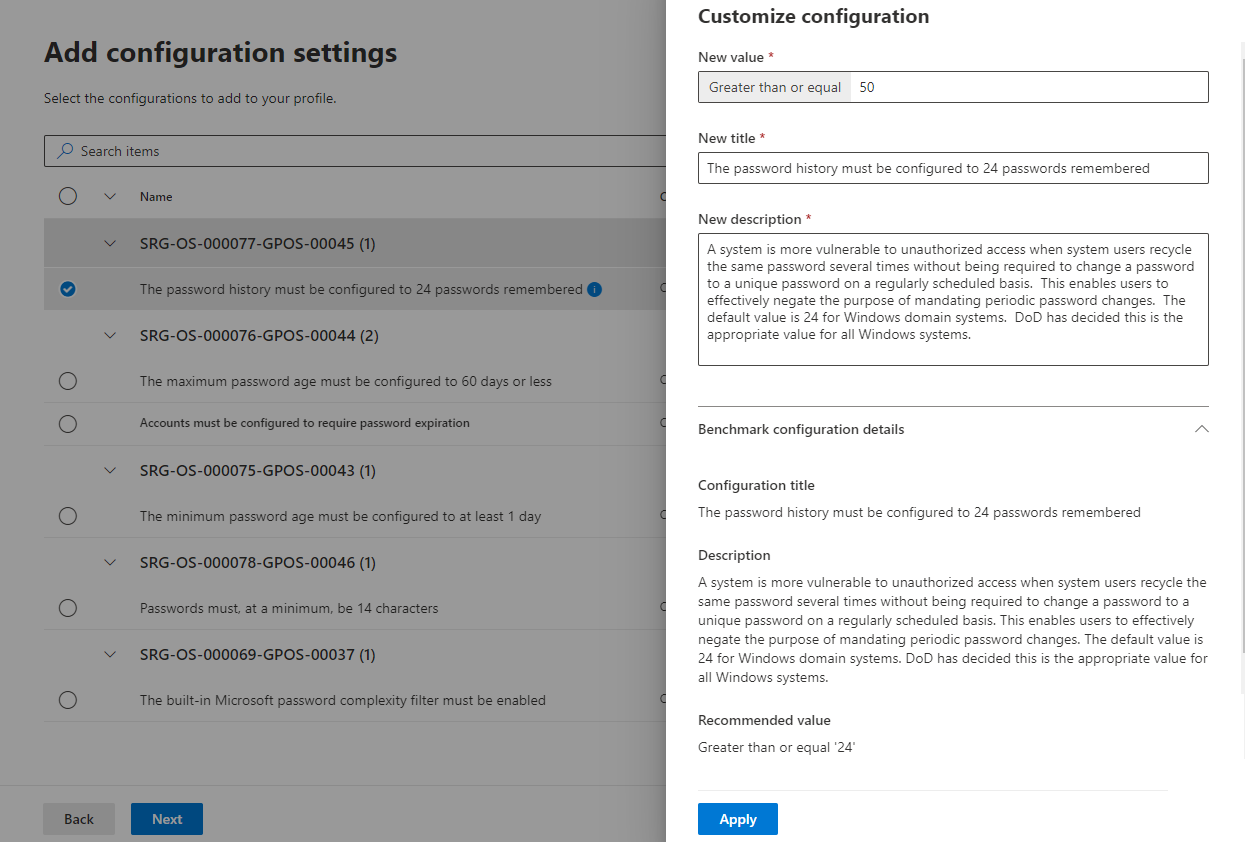 Add configuration settings
Select the configurations to add to your profile.
Search items
Name
SRG-OS-000077-GPOS-00045 (1)
The password history must be configured to 24 passwords remembered
SRG-OS-000076-GPOS-00044 (2)
The maximum password age must be configured to 60 days or less
Accounts must be configured to require password expiration
SRG-OS-000075-GPOS-00043 (1)
The minimum password age must be configured to at least 1 day
SRG-OS-000078-GPOS-00046 (1)
Passwords must, at a minimum, be 14 characters
SRG-OS-000069-GPOS-00037 (1)
The built-in Microsoft password complexity filter must be enabled
Back
Next
Customize configuration
New value *
Greater than or equal 50
New title *
The password history must be configured to 24 passwords remembered
New description *
A system is more vulnerable to unauthorized access when system users recycle
the same password several times without being required to change a password
to a unique password on a regularly scheduled basis.  This enables users to
effectively negate the purpose of mandating periodic password changes.  The
default value is 24 for Windows domain systems.  DoD has decided this is the
appropriate value for all Windows systems.
Benchmark configuration details
Configuration title
The password history must be configured to 24 passwords remembered
Description
A system is more vulnerable to unauthorized access when system users recycle the
same password several times without being required to change a password to a
unique password on a regularly scheduled basis. This enables users to effectively
negate the purpose of mandating periodic password changes. The default value is
24 for Windows domain systems. DoD has decided this is the appropriate value for
all Windows systems.
Recommended value
Greater than or equal '24'
Apply